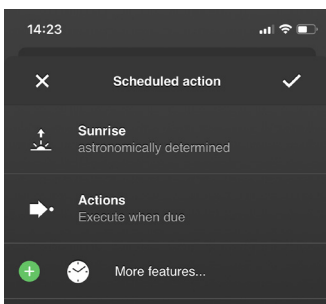 14:23
Scheduled action
Sunrise
astronomically determined
Actions
Execute when due
More features...